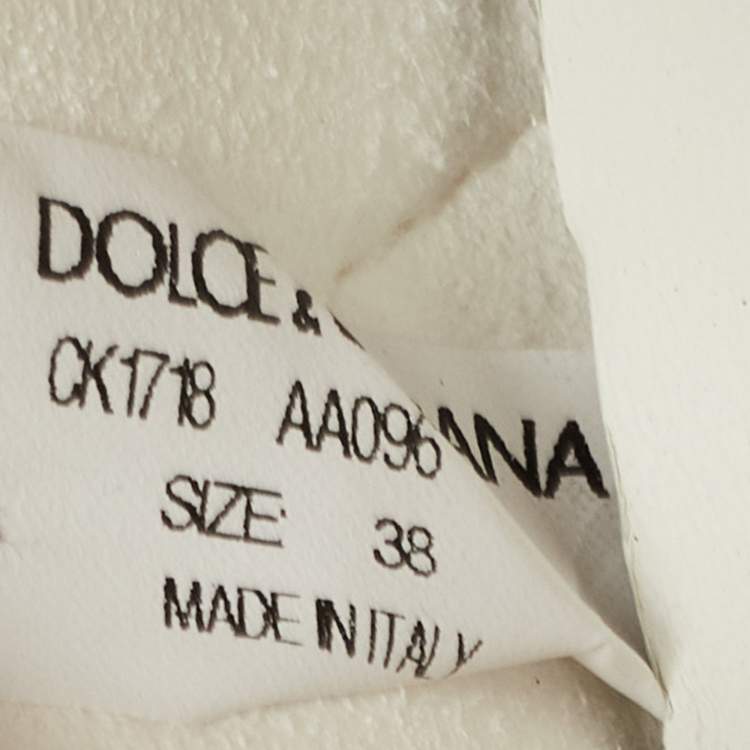 DOLCE & ANA
CK1718 AA096
SIZE: 38
MADE IN ITALY